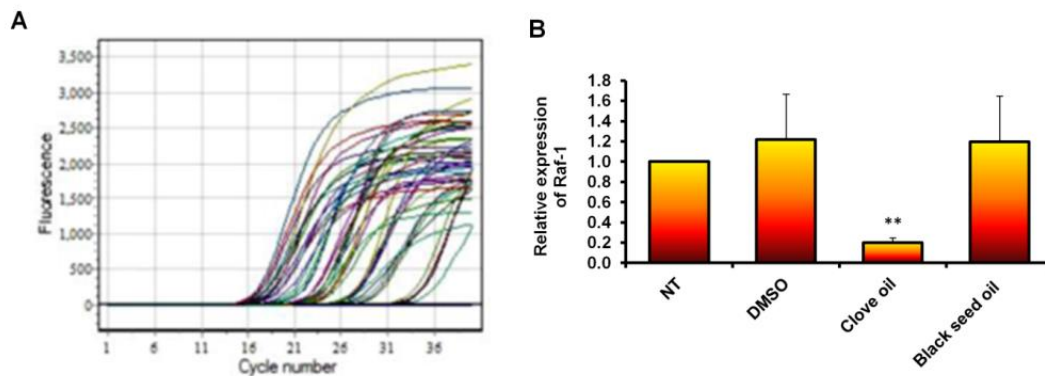 A
3,500
3,000
2,500
2,000
1,500
1,000
500
0
Fluorescence
1 6 11 16 21 26 31 36
Cycle number
B
1.8
1.6
1.4
1.2
1.0
0.8
0.6
0.4
0.2
0.0
Relative expression
of Raf-1
**
NT
DMSO
Clove oil
Black seed oil